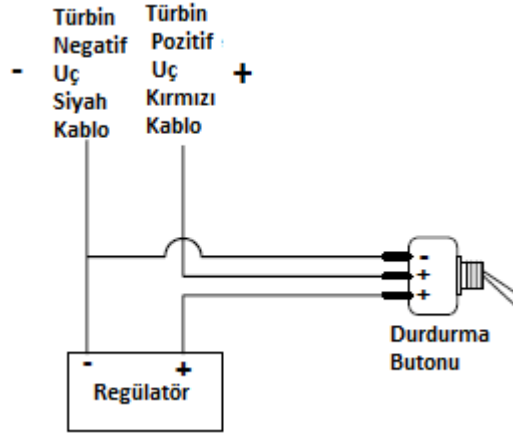 Türbin
Negatif
Uç
Siyah
Kablo
-
Türbin
Pozitif
Uç
Kırmızı
Kablo
+
-
+
+
Durdurma
Butonu
- +
Regülatör